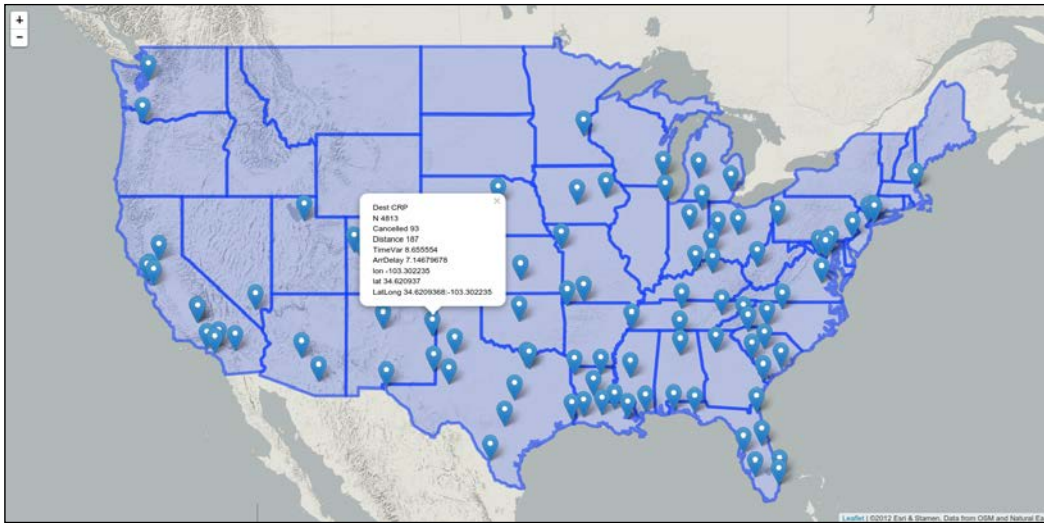 +
−
×
Dest CRP
N 4813
Cancelled 93
Distance 187
TimeVar 8.655554
ArrDelay 7.14679678
lon -103.302235
lat 34.620937
LatLong 34.6209368:-103.302235
Leaflet | ©2012 Esri & Stamen, Data from OSM and Natural Ea